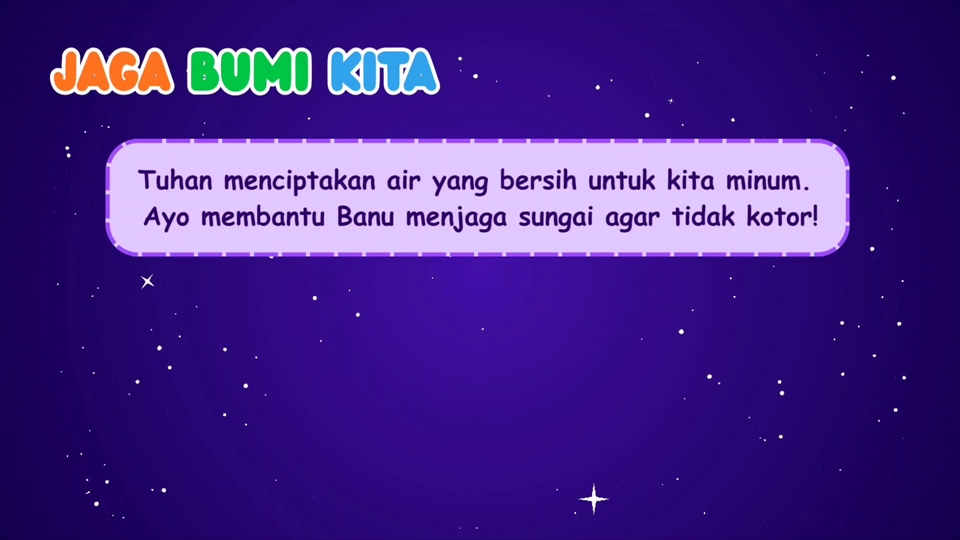 JAGA BUMI KITA
Tuhan menciptakan air yang bersih untuk kita minum.
Ayo membantu Banu menjaga sungai agar tidak kotor!